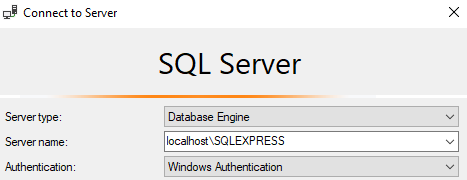 Connect to Server
SQL Server
Server type: Database Engine
Server name: localhost\SQLEXPRESS
Authentication: Windows Authentication